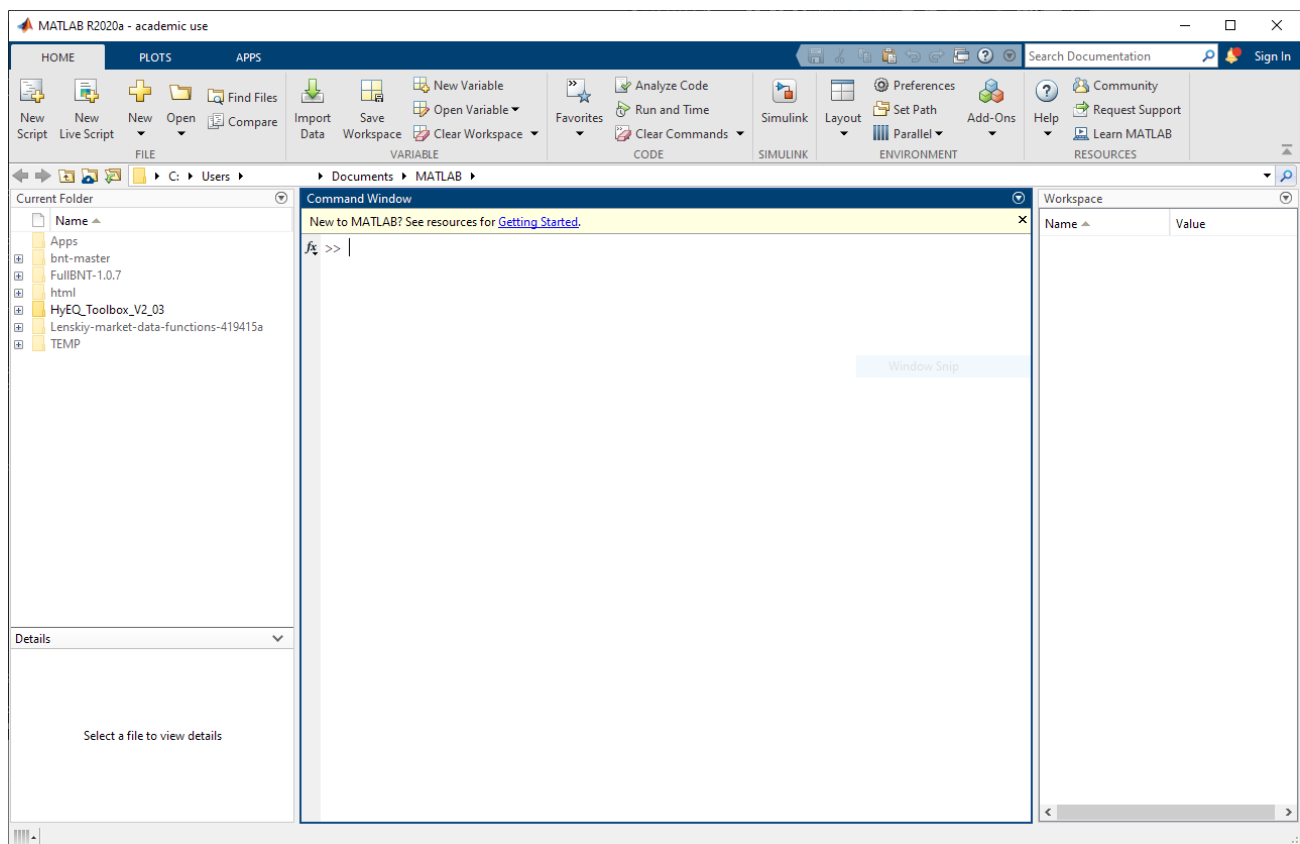 MATLAB R2020a - academic use
HOME PLOTS APPS
Search Documentation
Sign In
New Script
New Live Script
New
Open
Find Files
Compare
FILE
Import Data
Save Workspace
New Variable
Open Variable
Clear Workspace
VARIABLE
Favorites
Analyze Code
Run and Time
Clear Commands
CODE
Simulink
SIMULINK
Layout
Preferences
Set Path
Parallel
Add-Ons
ENVIRONMENT
Help
Community
Request Support
Learn MATLAB
RESOURCES
C: Users Documents MATLAB
Current Folder
Name
Apps
bnt-master
FullBNT-1.0.7
html
HyEQ_Toolbox_V2_03
Lenskiy-market-data-functions-419415a
TEMP
Details
Select a file to view details
Command Window
New to MATLAB? See resources for Getting Started.
fx >>
Window Snip
Workspace
Name Value